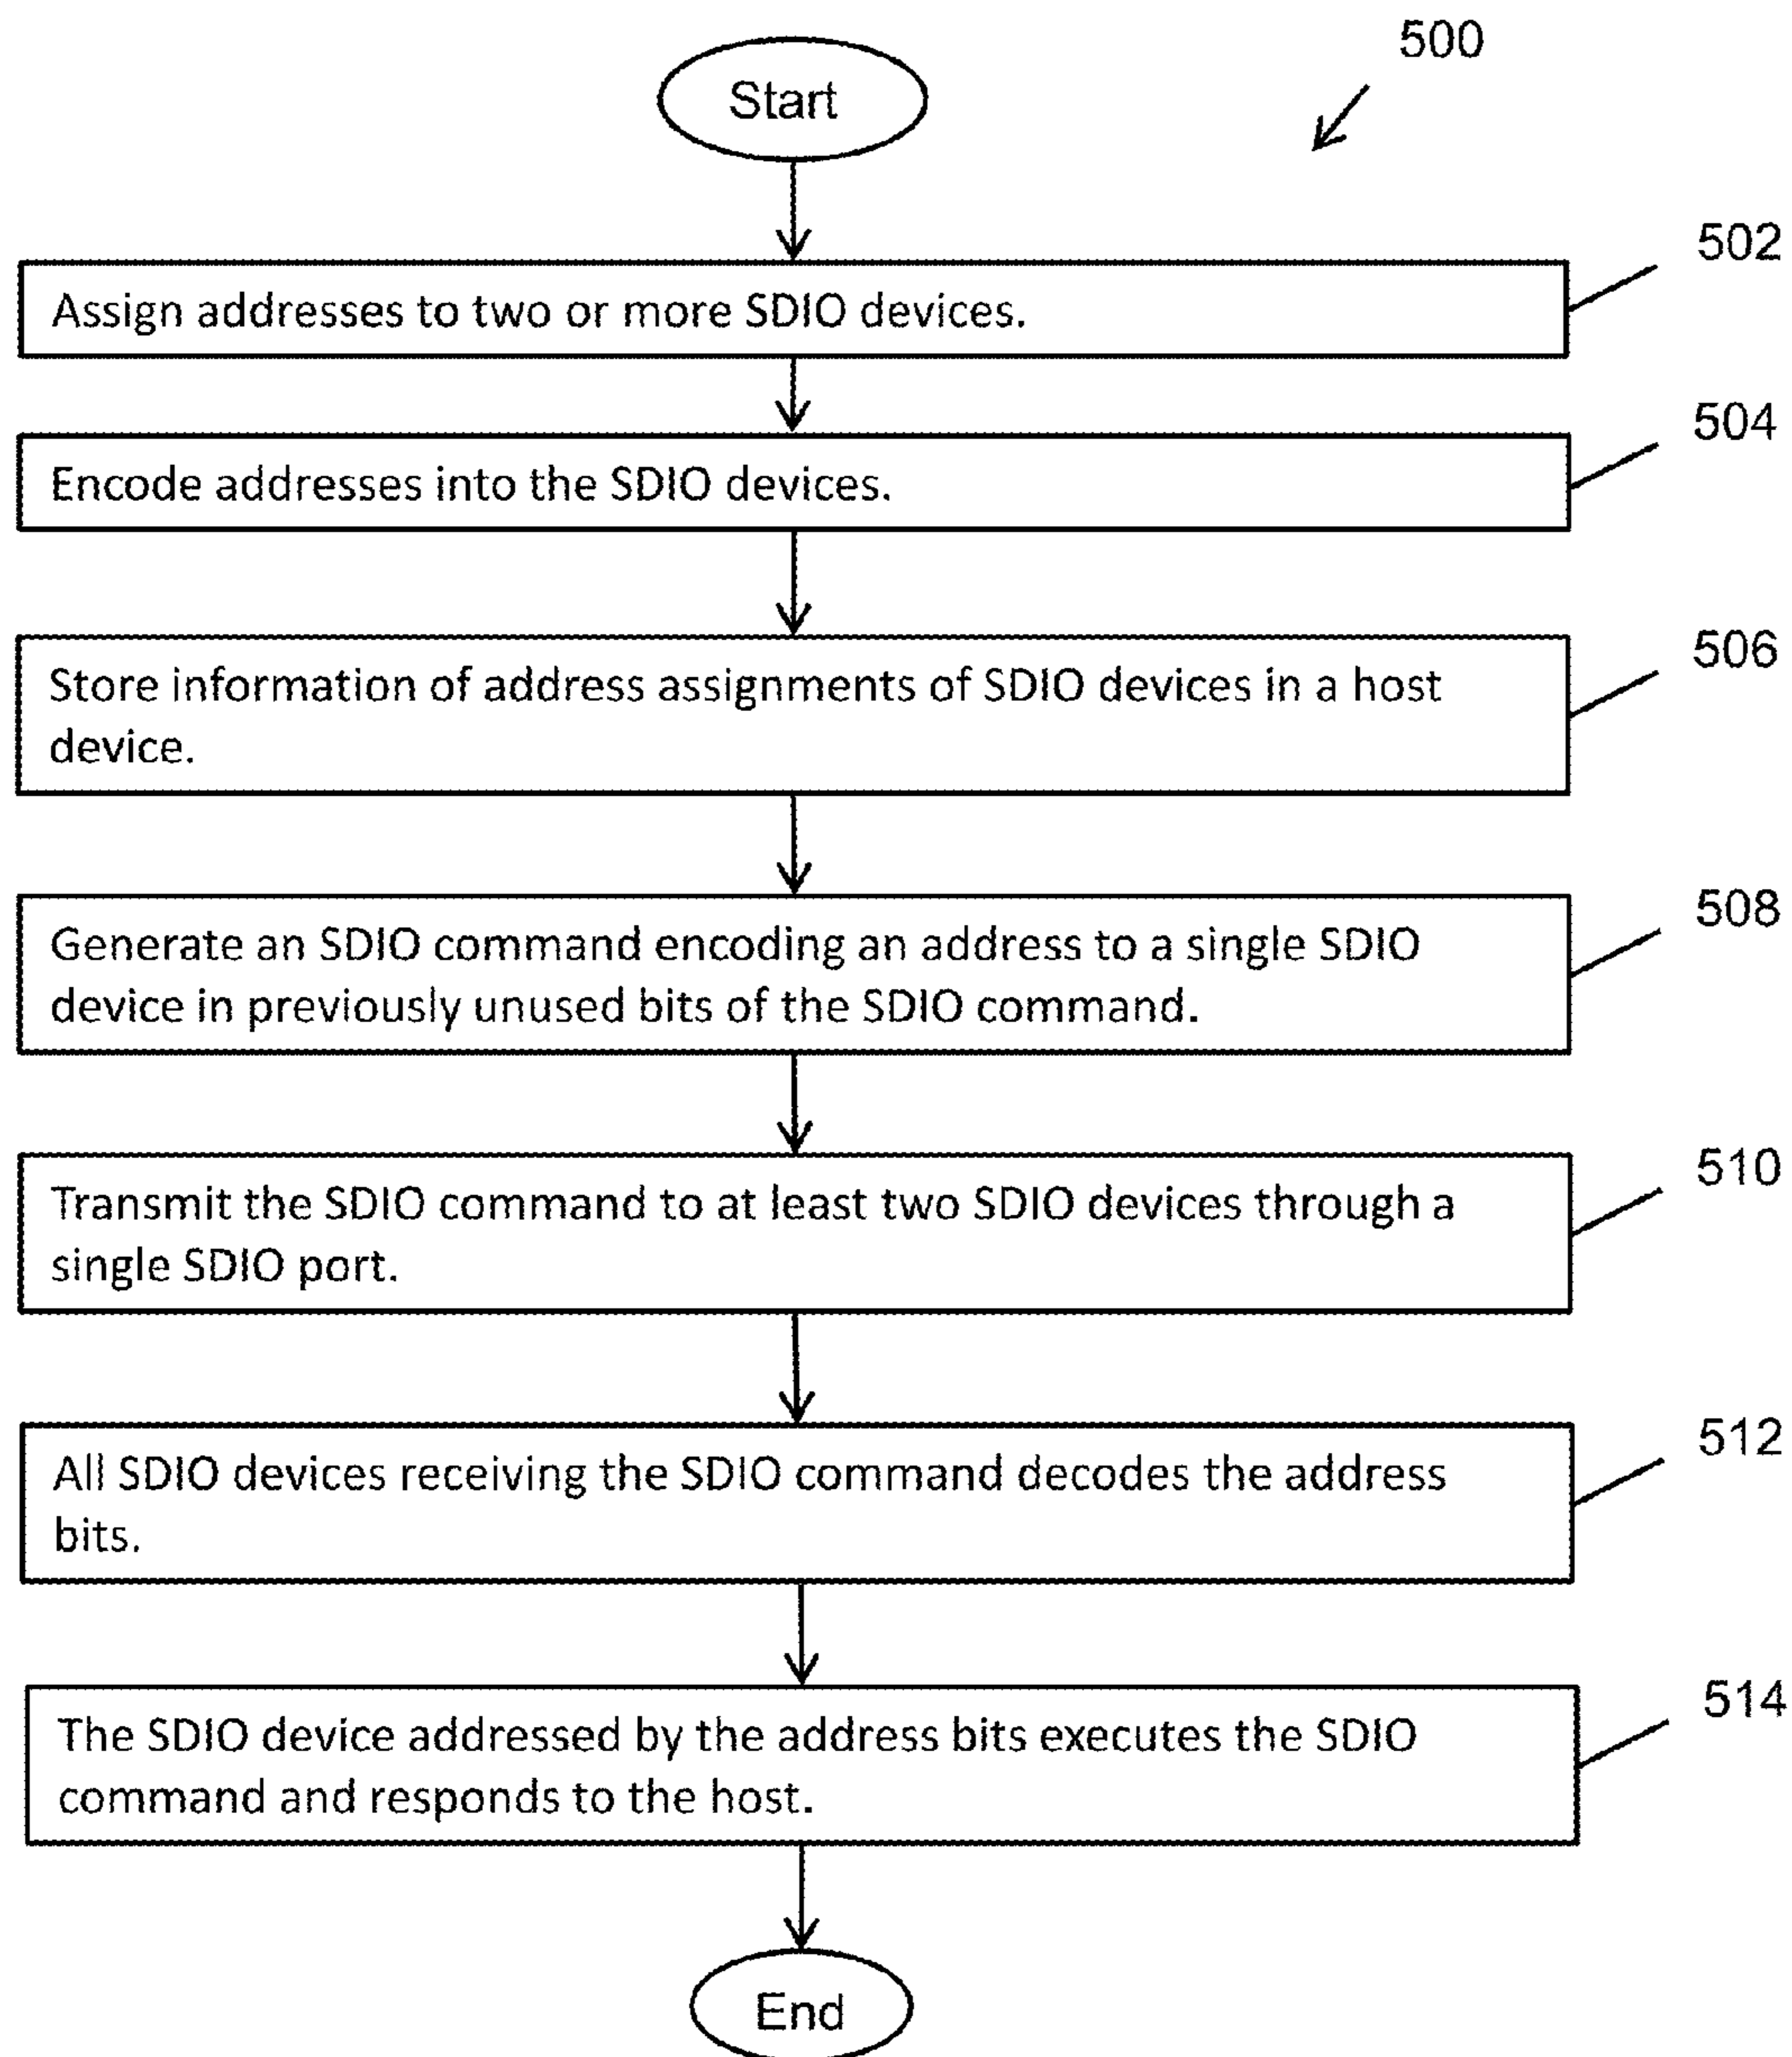 500
Start
502
Assign addresses to two or more SDIO devices.
504
Encode addresses into the SDIO devices.
506
Store information of address assignments of SDIO devices in a host
device.
508
Generate an SDIO command encoding an address to a single SDIO
device in previously unused bits of the SDIO command.
510
Transmit the SDIO command to at least two SDIO devices through a
single SDIO port.
512
All SDIO devices receiving the SDIO command decodes the address
bits.
514
The SDIO device addressed by the address bits executes the SDIO
command and responds to the host.
End